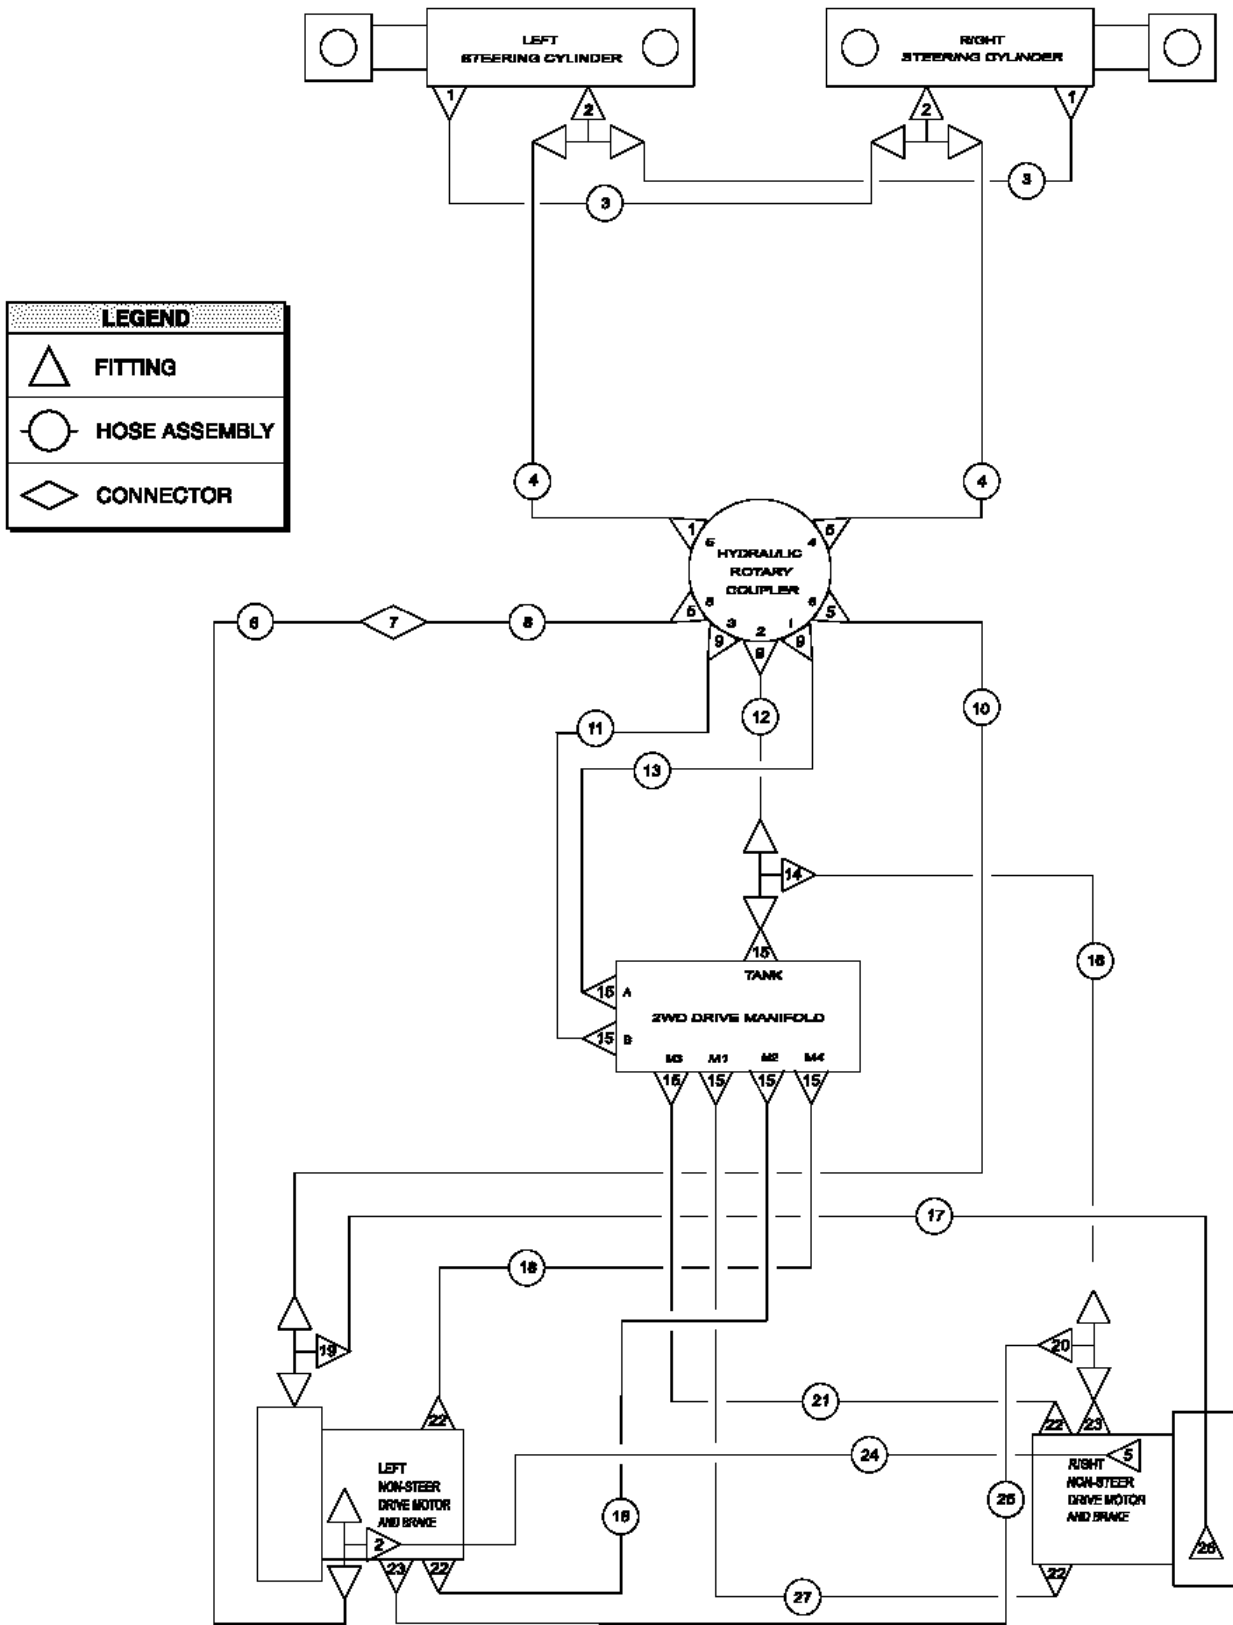 LEFT
STEERING CYLINDER
RIGHT
STEERING CYLINDER
1
2
2
1
3
3
LEGEND
FITTING
HOSE ASSEMBLY
CONNECTOR
4
4
1
5
HYDRAULIC
ROTARY
COUPLER
4
6
7
8
5
3
2
1
5
9
9
9
10
11
12
13
14
15
TANK
16
15
A
2WD DRIVE MANIFOLD
15
B
M3
M1
M2
M4
15
15
15
15
17
18
19
20
21
22
22
23
24
5
LEFT
NON-STEER
DRIVE MOTOR
AND BRAKE
RIGHT
NON-STEER
DRIVE MOTOR
AND BRAKE
25
2
26
23
22
22
27